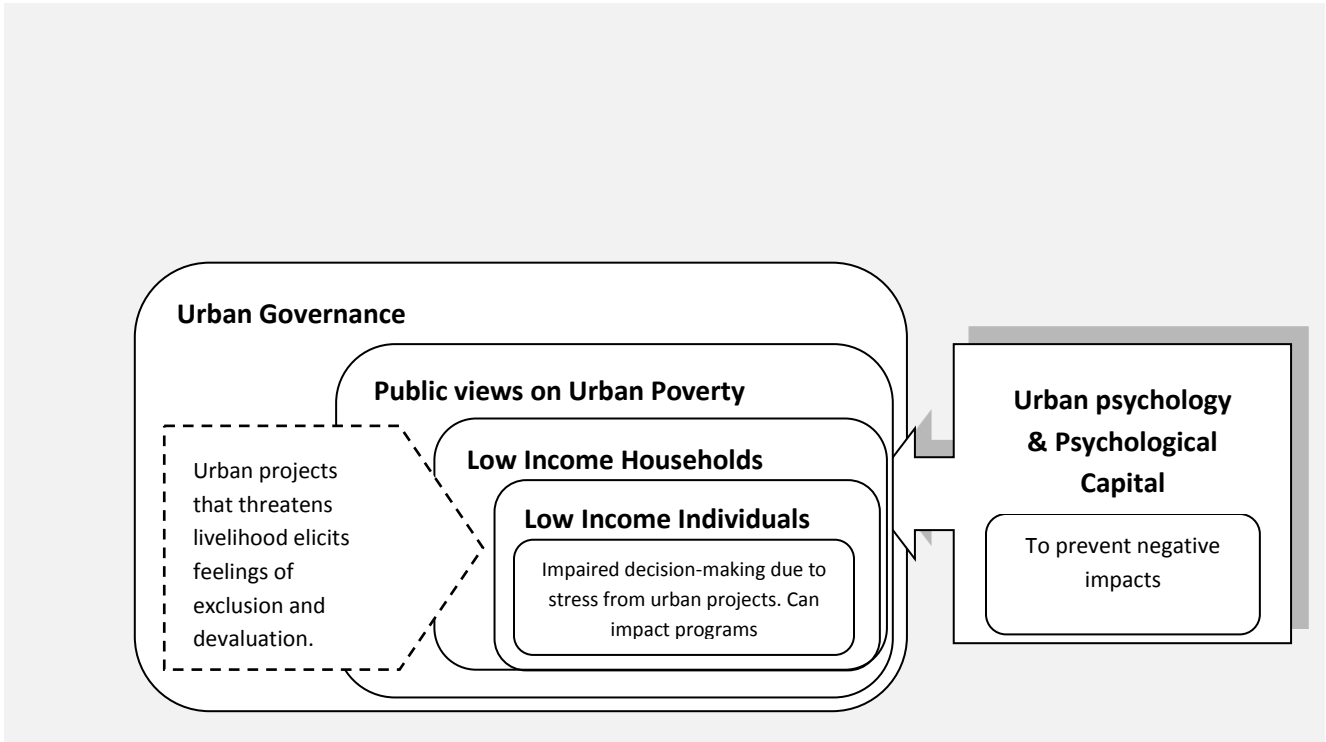 Urban Governance
Public views on Urban Poverty
Urban projects
that threatens
livelihood elicits
feelings of
exclusion and
devaluation.
Low Income Households
Low Income Individuals
Impaired decision-making due to
stress from urban projects. Can
impact programs
Urban psychology
& Psychological
Capital
To prevent negative
impacts